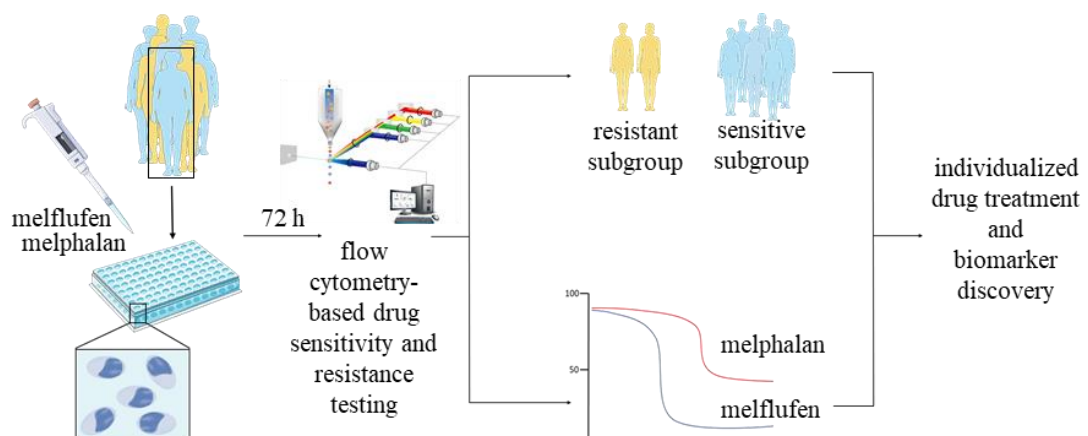 melflufen
melphalan
72 h
flow
cytometry-
based drug
sensitivity and
resistance
testing
resistant
subgroup
sensitive
subgroup
100
50
melphalan
melflufen
individualized
drug treatment
and
biomarker
discovery